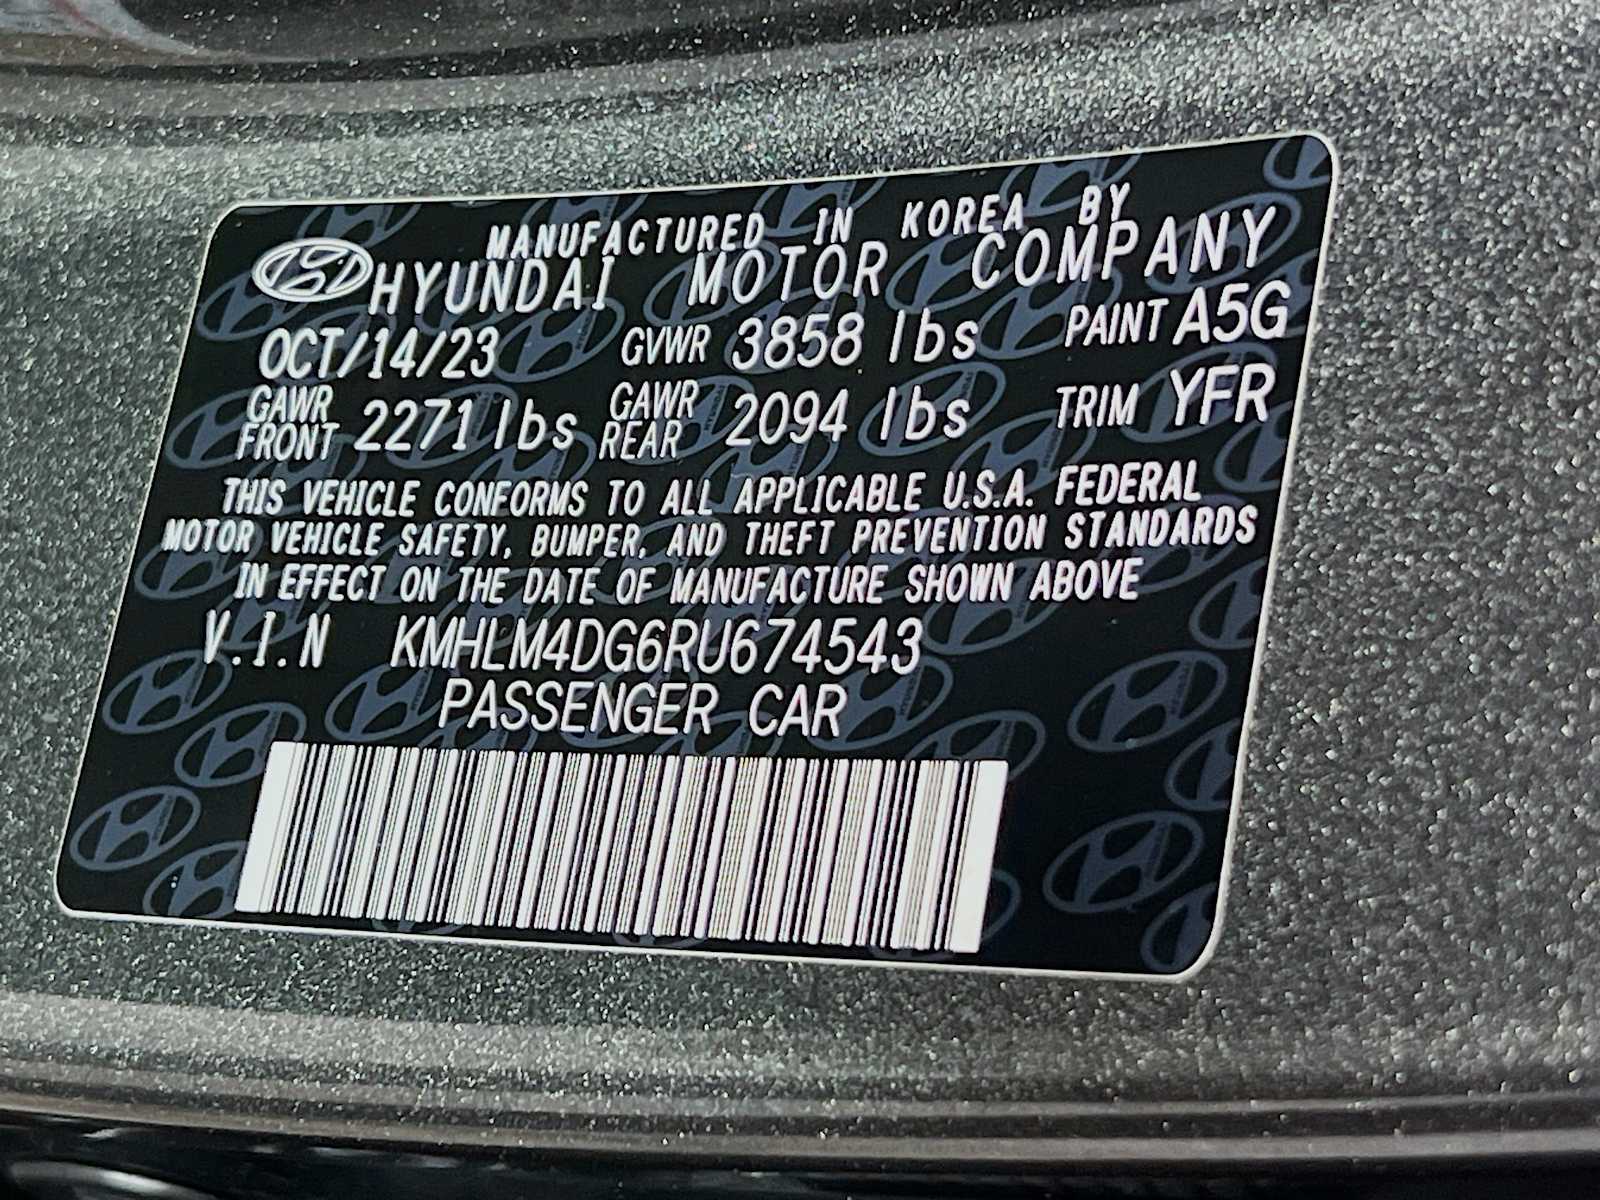 MANUFACTURED IN KOREA BY
HYUNDAI MOTOR COMPANY
OCT/14/23 GVWR 3858 lbs PAINT A5G
GAWR FRONT 2271 lbs GAWR REAR 2094 lbs TRIM YFR
THIS VEHICLE CONFORMS TO ALL APPLICABLE U.S.A. FEDERAL
MOTOR VEHICLE SAFETY, BUMPER, AND THEFT PREVENTION STANDARDS
IN EFFECT ON THE DATE OF MANUFACTURE SHOWN ABOVE
V.I.N KMHLM4DG6RU674543
PASSENGER CAR